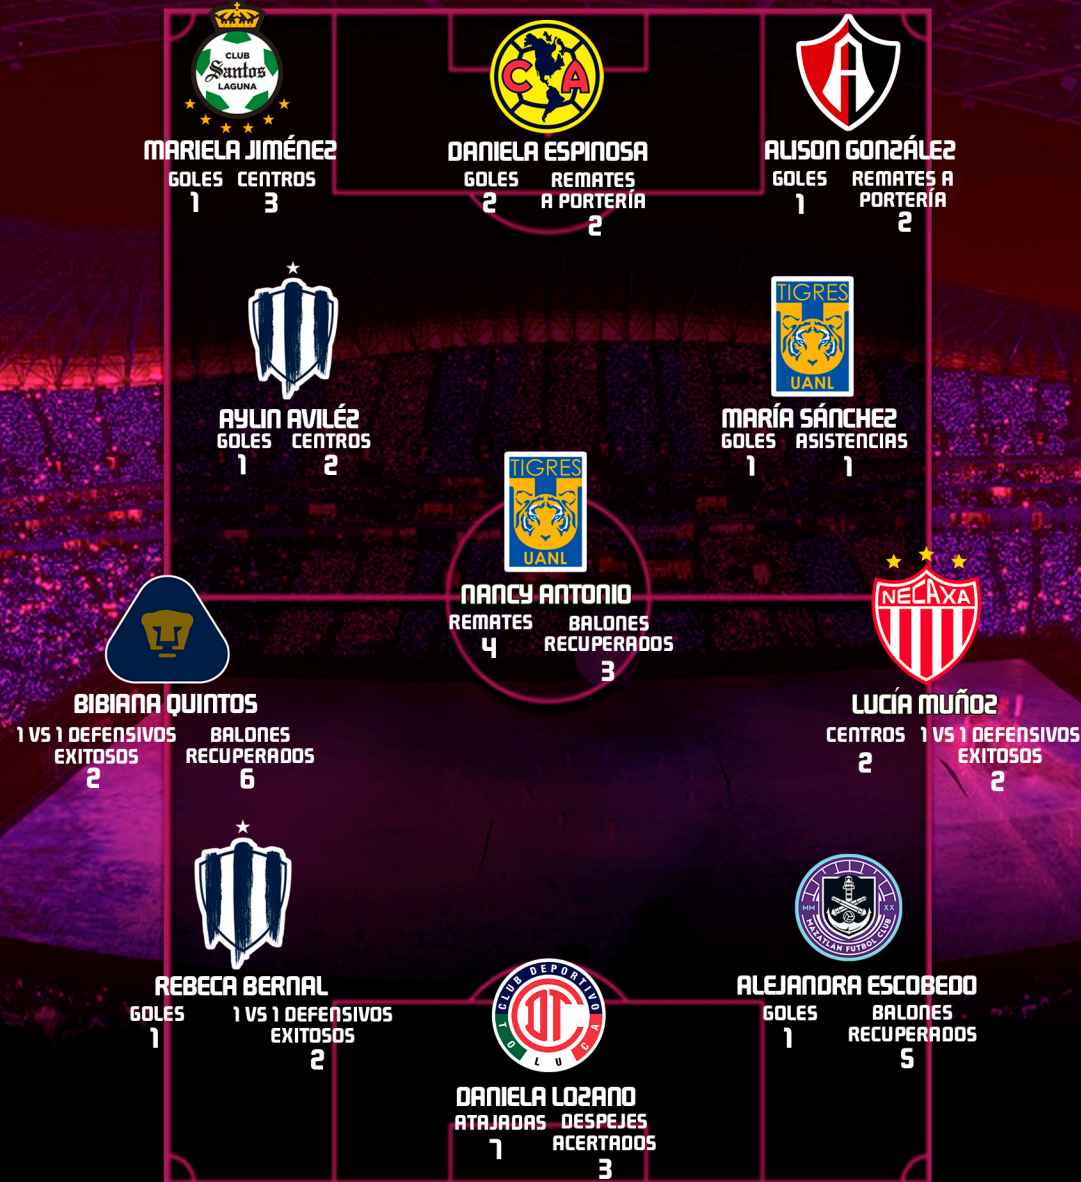 CLUB
Santos
LAGUNA
MARIELA JIMÉNEZ
GOLES CENTROS
1 3
C A
DANIELA ESPINOSA
GOLES REMATES
A PORTERÍA
2 2
A
ALISON GONZÁLEZ
GOLES REMATES A
PORTERÍA
1 2
AYLIN AVILÉZ
GOLES CENTROS
1 2
TIGRES
UANL
MARÍA SÁNCHEZ
GOLES ASISTENCIAS
1 1
TIGRES
UANL
NANCY ANTONIO
REMATES BALONES
RECUPERADOS
4 3
BIBIANA QUINTOS
1 VS 1 DEFENSIVOS BALONES
EXITOSOS RECUPERADOS
2 6
NECAXA
LUCÍA MUÑOZ
CENTROS 1 VS 1 DEFENSIVOS
EXITOSOS
2 2
REBECA BERNAL
GOLES 1 VS 1 DEFENSIVOS
EXITOSOS
1 2
MM XX
MAZATLAN FUTBOL CLUB
ALEJANDRA ESCOBEDO
GOLES BALONES
RECUPERADOS
1 5
CLUB DEPORTIVO
DTC
TOLUCA
DANIELA LOZANO
ATAJADAS DESPEJES
ACERTADOS
7 3